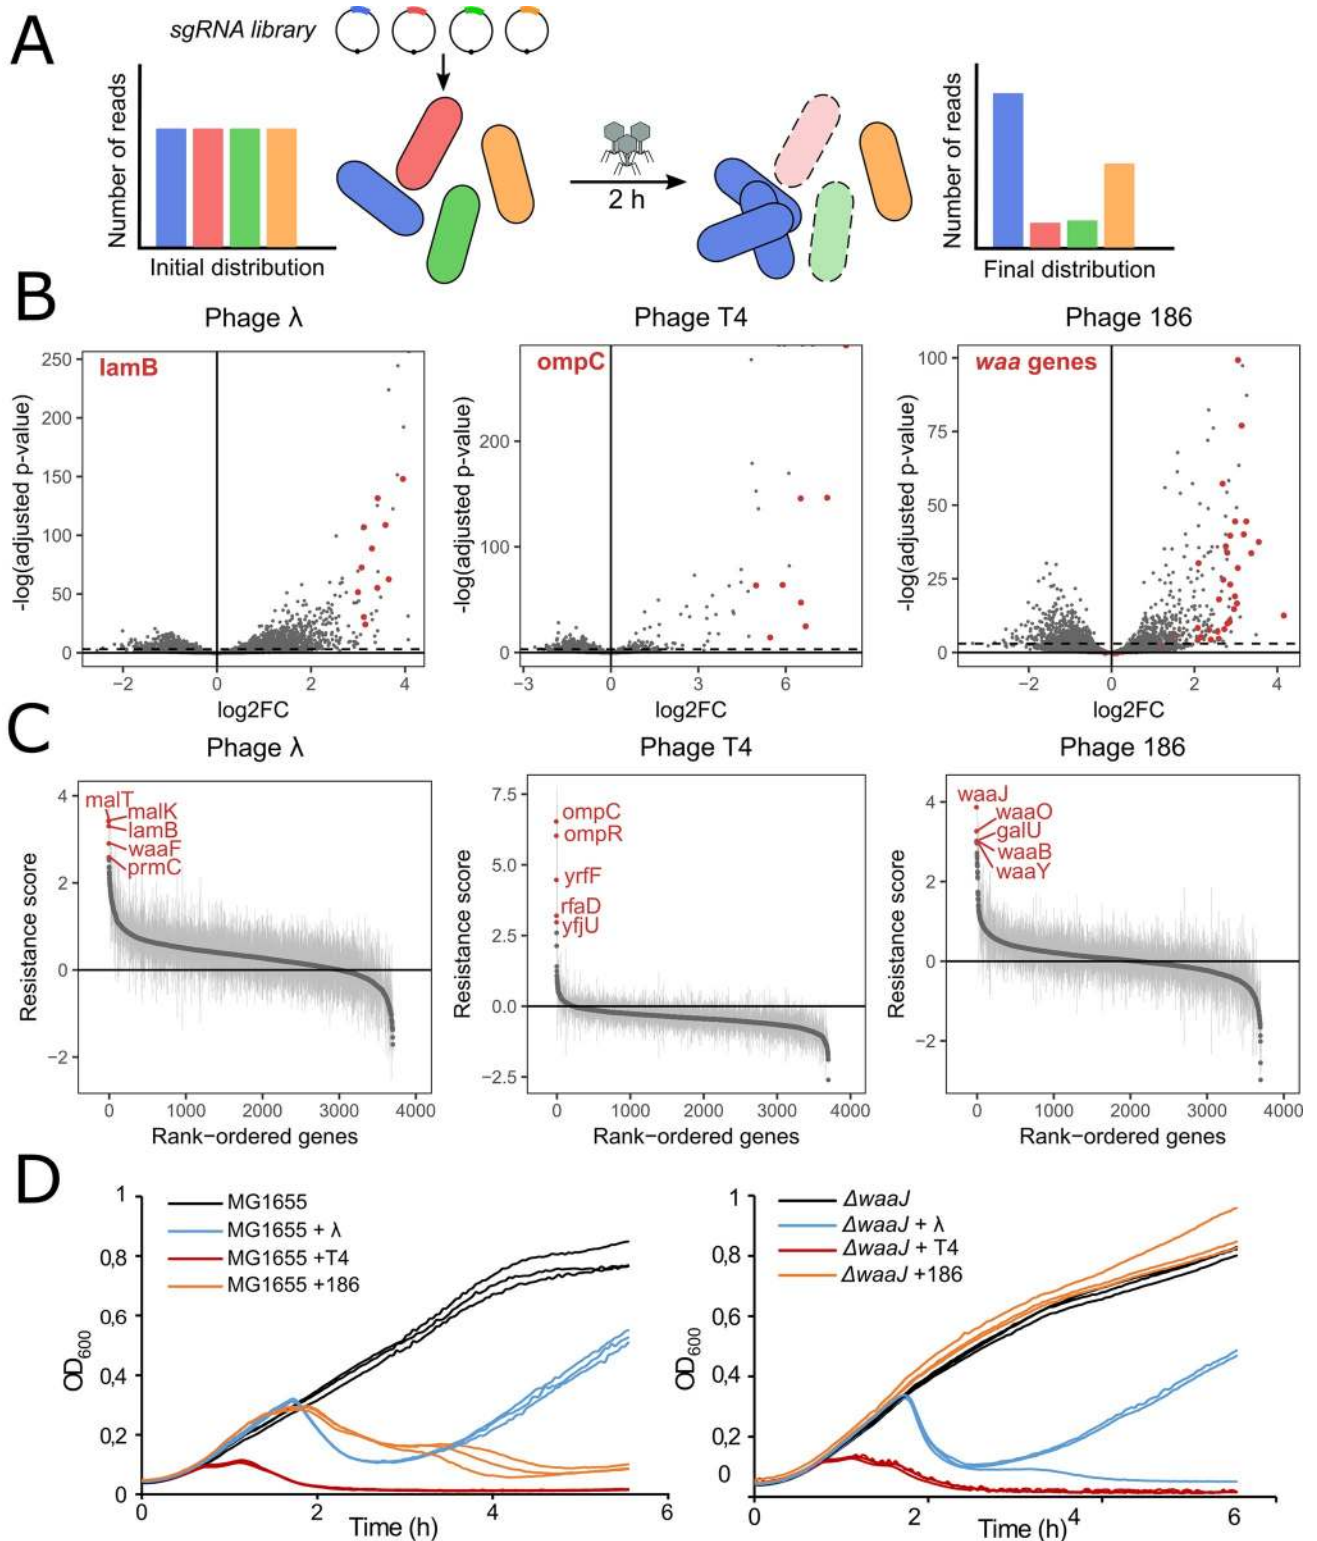 A
sgRNA library
Number of reads
Initial distribution
2 h
Number of reads
Final distribution
B
Phage λ
Phage T4
Phage 186
lamB
ompC
waa genes
-log(adjusted p-value)
250
200
150
100
50
0
−2
0
2
4
log2FC
-log(adjusted p-value)
200
100
0
−3
0
3
6
log2FC
-log(adjusted p-value)
100
75
50
25
0
−2
0
2
4
log2FC
C
Phage λ
Phage T4
Phage 186
Resistance score
4
2
0
−2
malT
malK
lamB
waaF
prmC
0
1000
2000
3000
4000
Rank−ordered genes
Resistance score
7.5
5.0
2.5
0.0
−2.5
ompC
ompR
yrfF
rfaD
yfjU
0
1000
2000
3000
4000
Rank−ordered genes
Resistance score
4
2
0
−2
waaJ
waaO
galU
waaB
waaY
0
1000
2000
3000
4000
Rank−ordered genes
D
OD600
1
0,8
0,6
0,4
0,2
0
MG1655
MG1655 + λ
MG1655 +T4
MG1655 +186
0
2
4
6
Time (h)
OD600
1
0,8
0,6
0,4
0,2
0
ΔwaaJ
ΔwaaJ + λ
ΔwaaJ + T4
ΔwaaJ +186
0
2
4
6
Time (h)